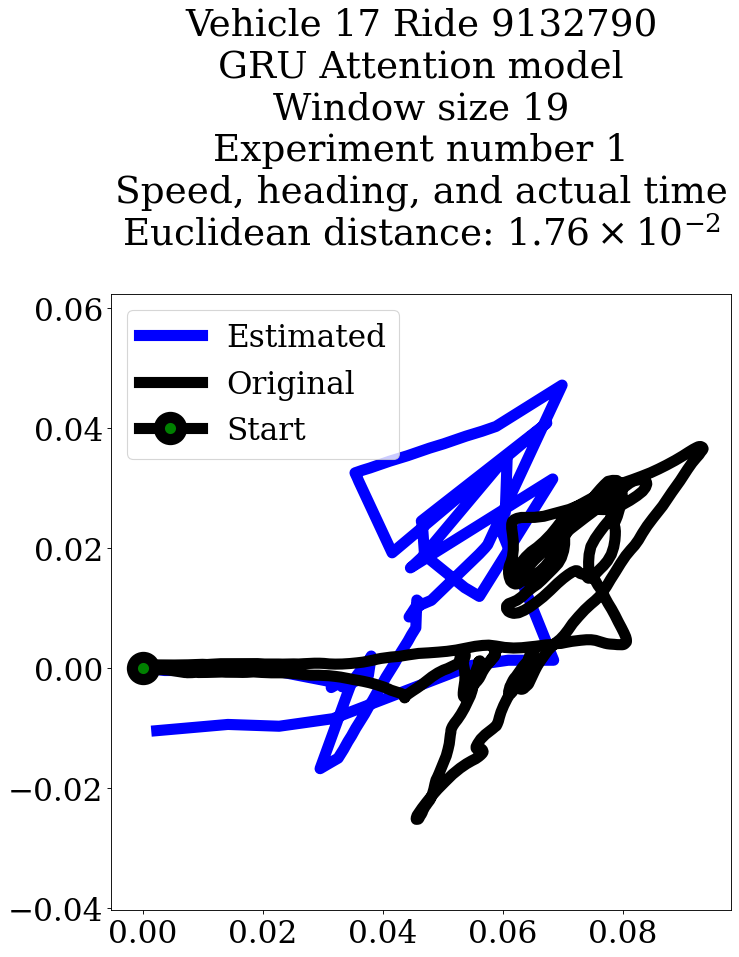 Vehicle 17 Ride 9132790
GRU Attention model
Window size 19
Experiment number 1
Speed, heading, and actual time
Euclidean distance: 1.76 × 10⁻²
0.06
Estimated
Original
0.04
Start
0.02
0.00
−0.02
−0.04
0.00 0.02 0.04 0.06 0.08